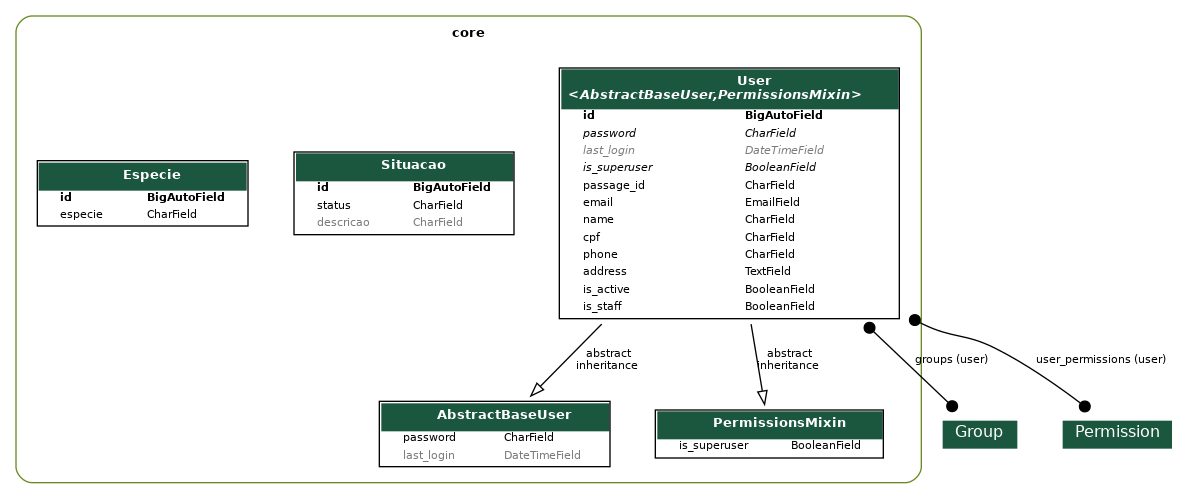 core
User
<AbstractBaseUser,PermissionsMixin>
id BigAutoField
password CharField
last_login DateTimeField
is_superuser BooleanField
passage_id CharField
email EmailField
name CharField
cpf CharField
phone CharField
address TextField
is_active BooleanField
is_staff BooleanField
Situacao
id BigAutoField
status CharField
descricao CharField
Especie
id BigAutoField
especie CharField
abstract
inheritance
abstract
inheritance
groups (user)
user_permissions (user)
AbstractBaseUser
password CharField
last_login DateTimeField
PermissionsMixin
is_superuser BooleanField
Group
Permission